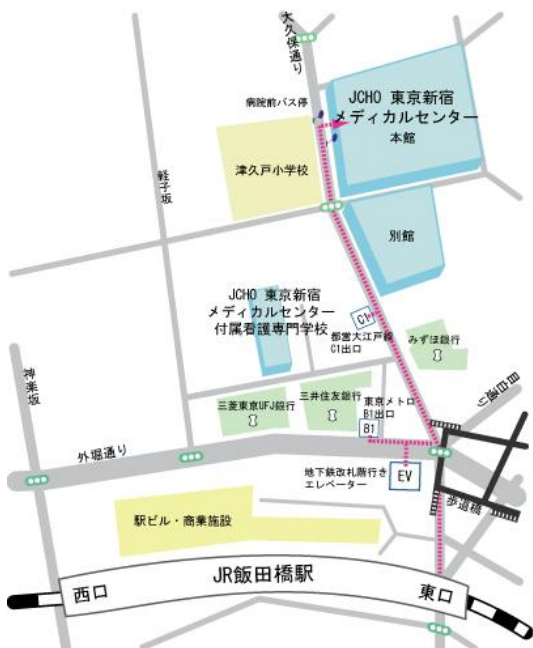 大久保通り
病院前バス停
JCHO 東京新宿
メディカルセンター
本館
津久戸小学校
軽子坂
別館
JCHO 東京新宿
メディカルセンター
付属看護専門学校
C1
都営大江戸線
C1出口
みずほ銀行
神楽坂
目白通り
三菱東京UFJ銀行
三井住友銀行
東京メトロ
B1出口
B1
外堀通り
地下鉄改札階行き
エレベーター
EV
歩道橋
駅ビル・商業施設
JR飯田橋駅
西口
東口